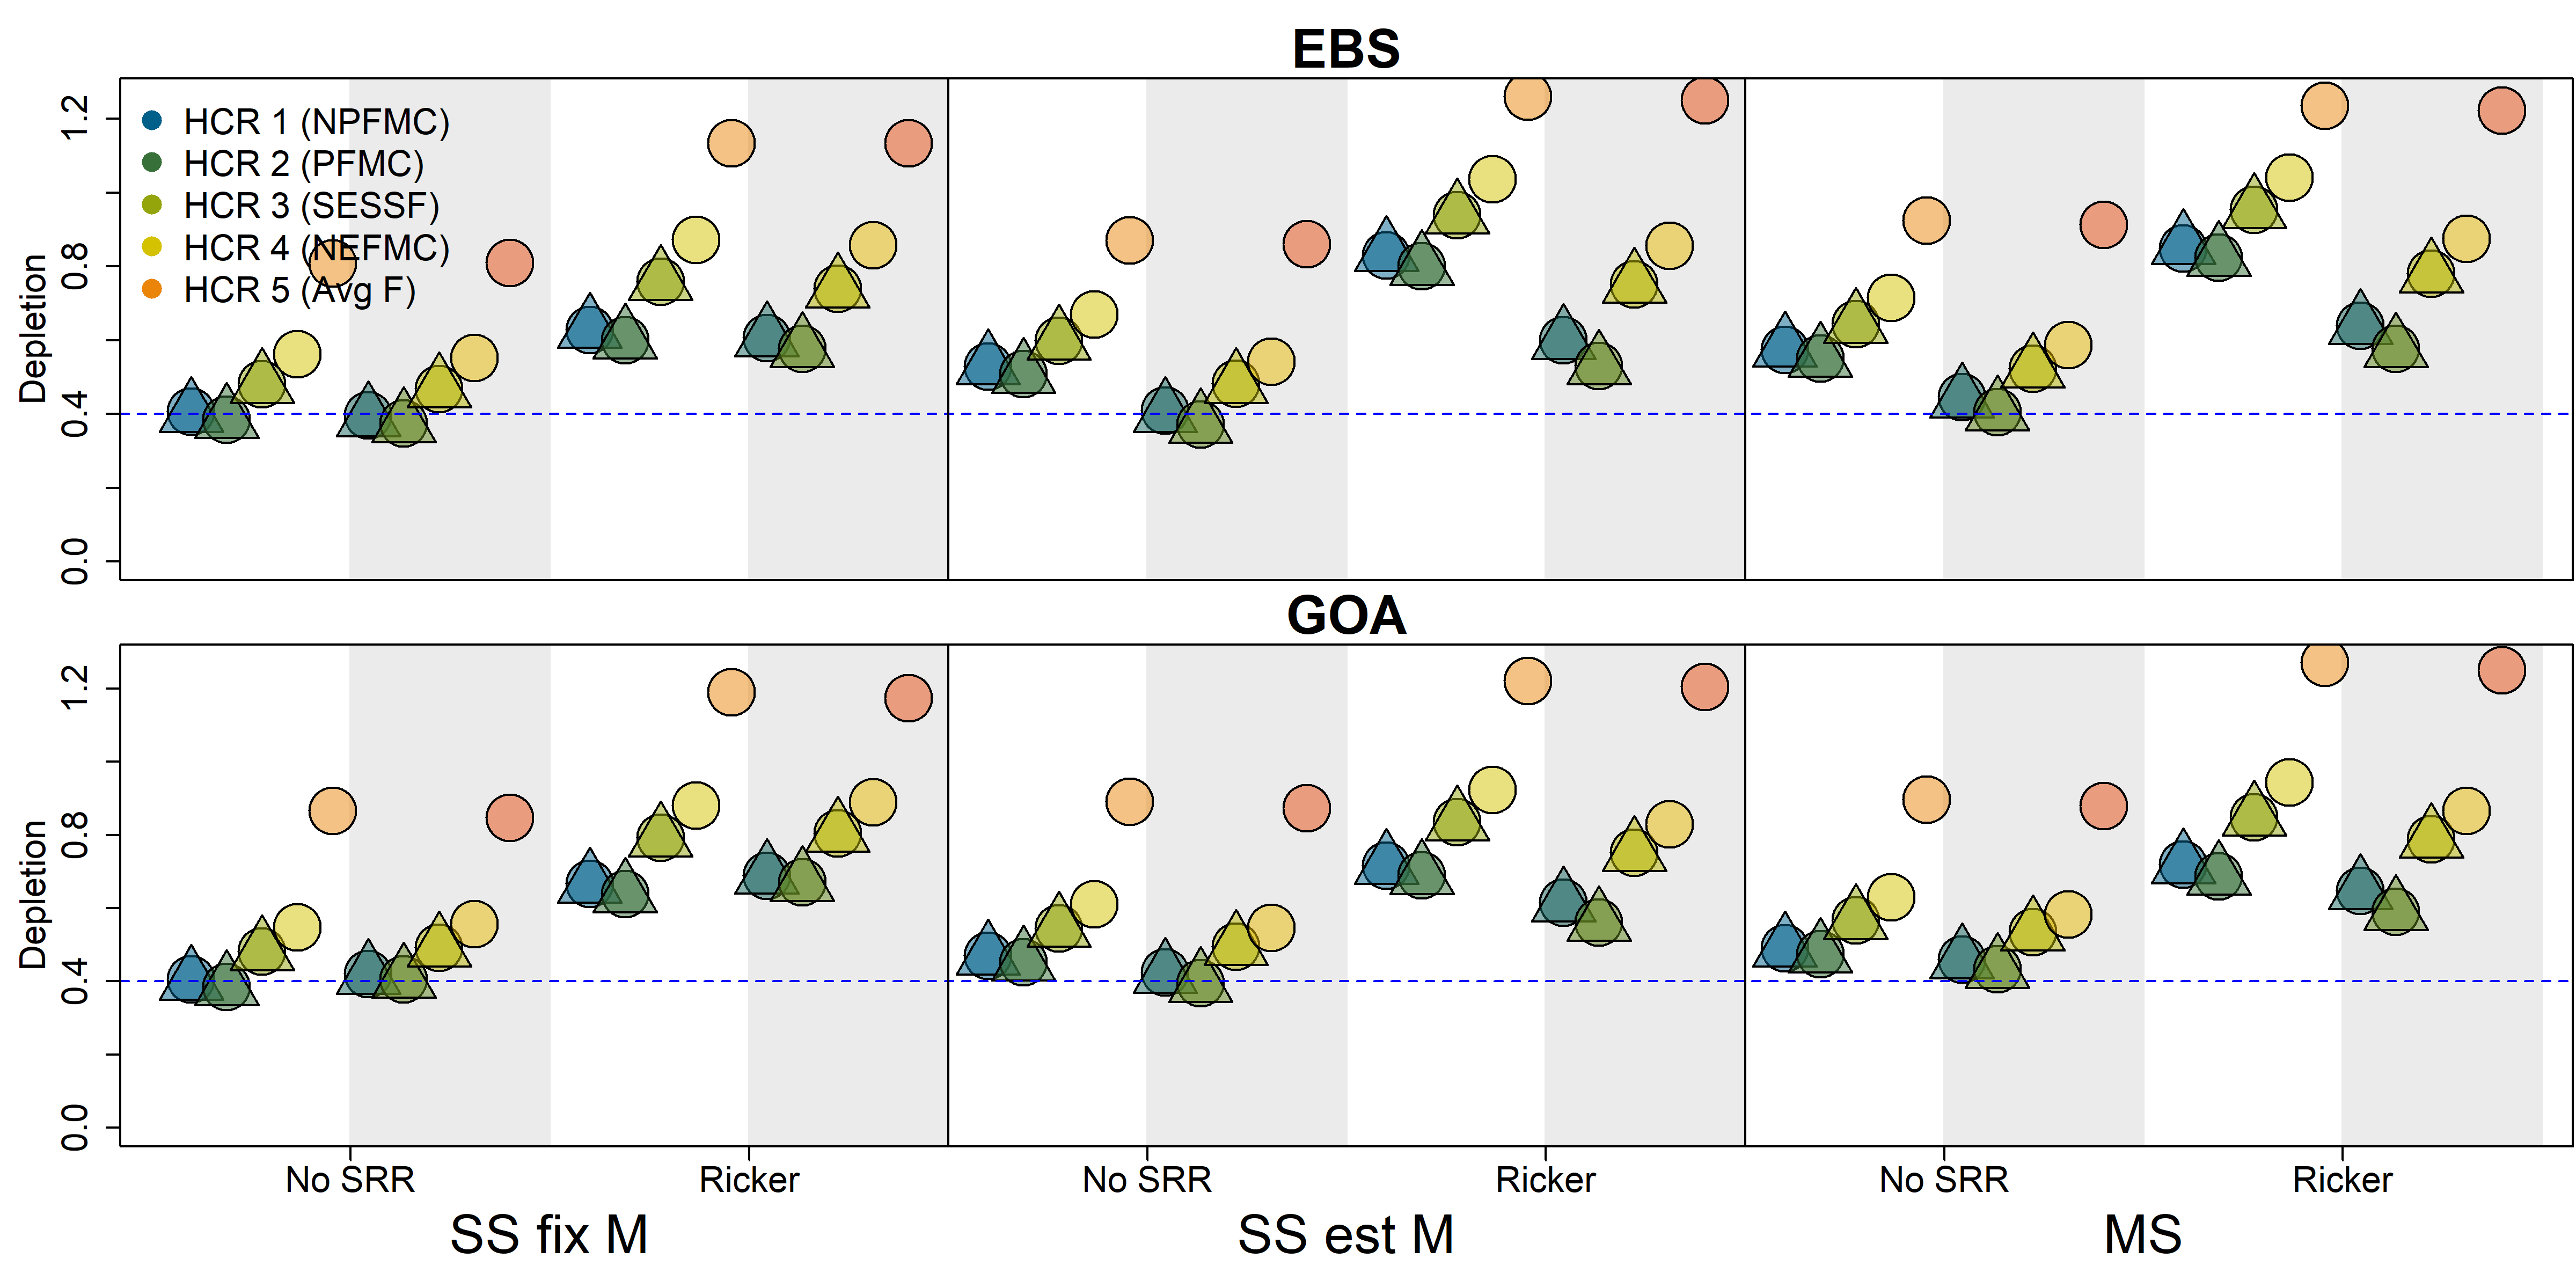 EBS
1.2
0.8
0.4
0.0
Depletion
HCR 1 (NPFMC)
HCR 2 (PFMC)
HCR 3 (SESSF)
HCR 4 (NEFMC)
HCR 5 (Avg F)
GOA
1.2
0.8
0.4
0.0
Depletion
No SRR Ricker No SRR Ricker No SRR Ricker
SS fix M SS est M MS